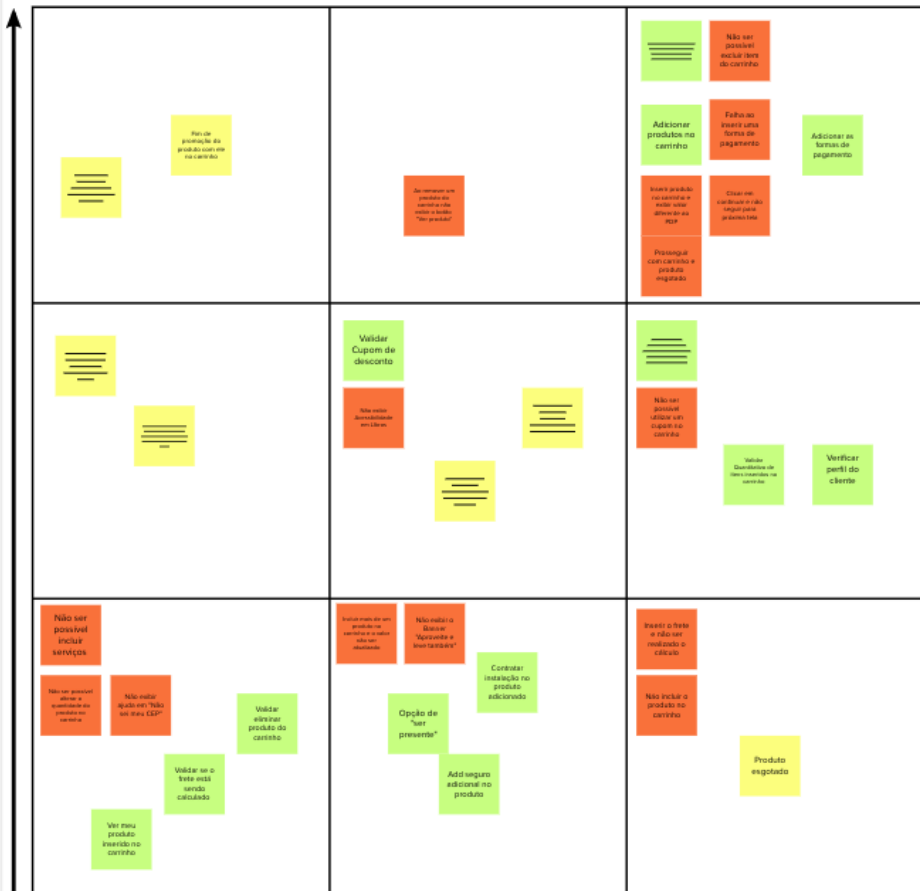 Não ser
possível
excluir item
do carrinho
Fim de
promoção do
produto com ele
no carrinho
Adicionar
produtos no
carrinho
Falha ao
inserir uma
forma de
pagamento
Adicionar as
formas de
pagamento
Ao remover um
produto do
carrinho não
exibir o botão
"Ver produto"
Inserir produto
no carrinho e
exibir valor
diferente da
PDP
Clicar em
continuar e não
seguir para
próxima tela
Prosseguir
com carrinho e
produto
esgotado
Validar
Cupom de
desconto
Não exibir
Acessibilidade
em Libras
Não ser
possível
utilizar um
cupom no
carrinho
Validar
Quantitativo de
itens inseridos no
carrinho
Verificar
perfil do
cliente
Não ser
possível
incluir
serviços
Não ser possível
alterar a
quantidade do
produto no
carrinho
Não exibir
ajuda em "Não
sei meu CEP"
Validar
eliminar
produto do
carrinho
Validar se o
frete está
sendo
calculado
Ver meu
produto
inserido no
carrinho
Incluir mais de um
produto no
carrinho e o valor
não ser
atualizado
Não exibir o
Banner
"Aproveite e
leve também"
Contratar
instalação no
produto
adicionado
Opção de
"ser
presente"
Add seguro
adicional no
produto
Inserir o frete
e não ser
realizado o
cálculo
Não incluir o
produto no
carrinho
Produto
esgotado